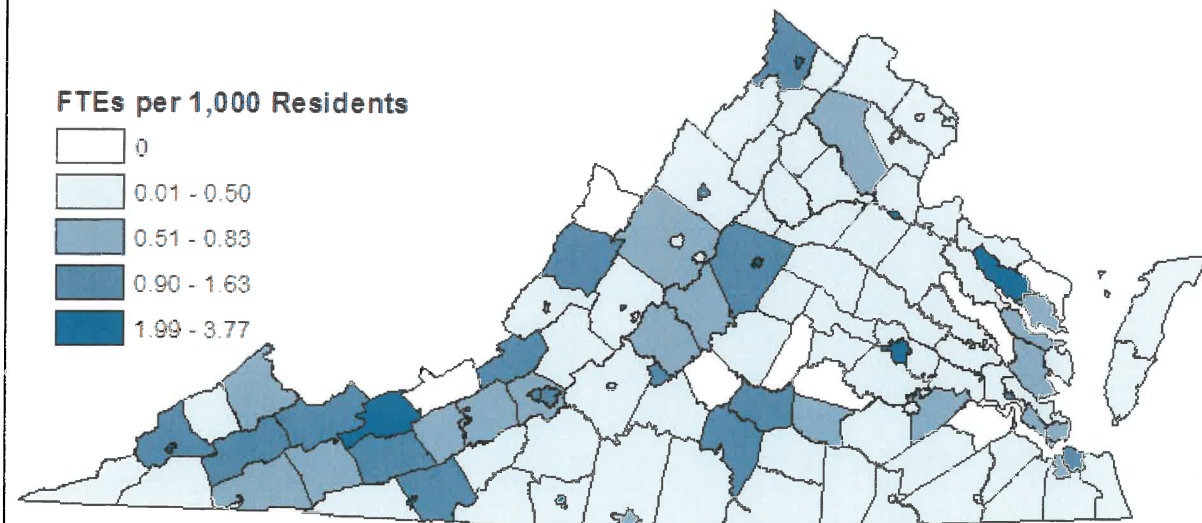 FTEs per 1,000 Residents
0
0.01 - 0.50
0.51 - 0.83
0.90 - 1.63
1.99 - 3.77